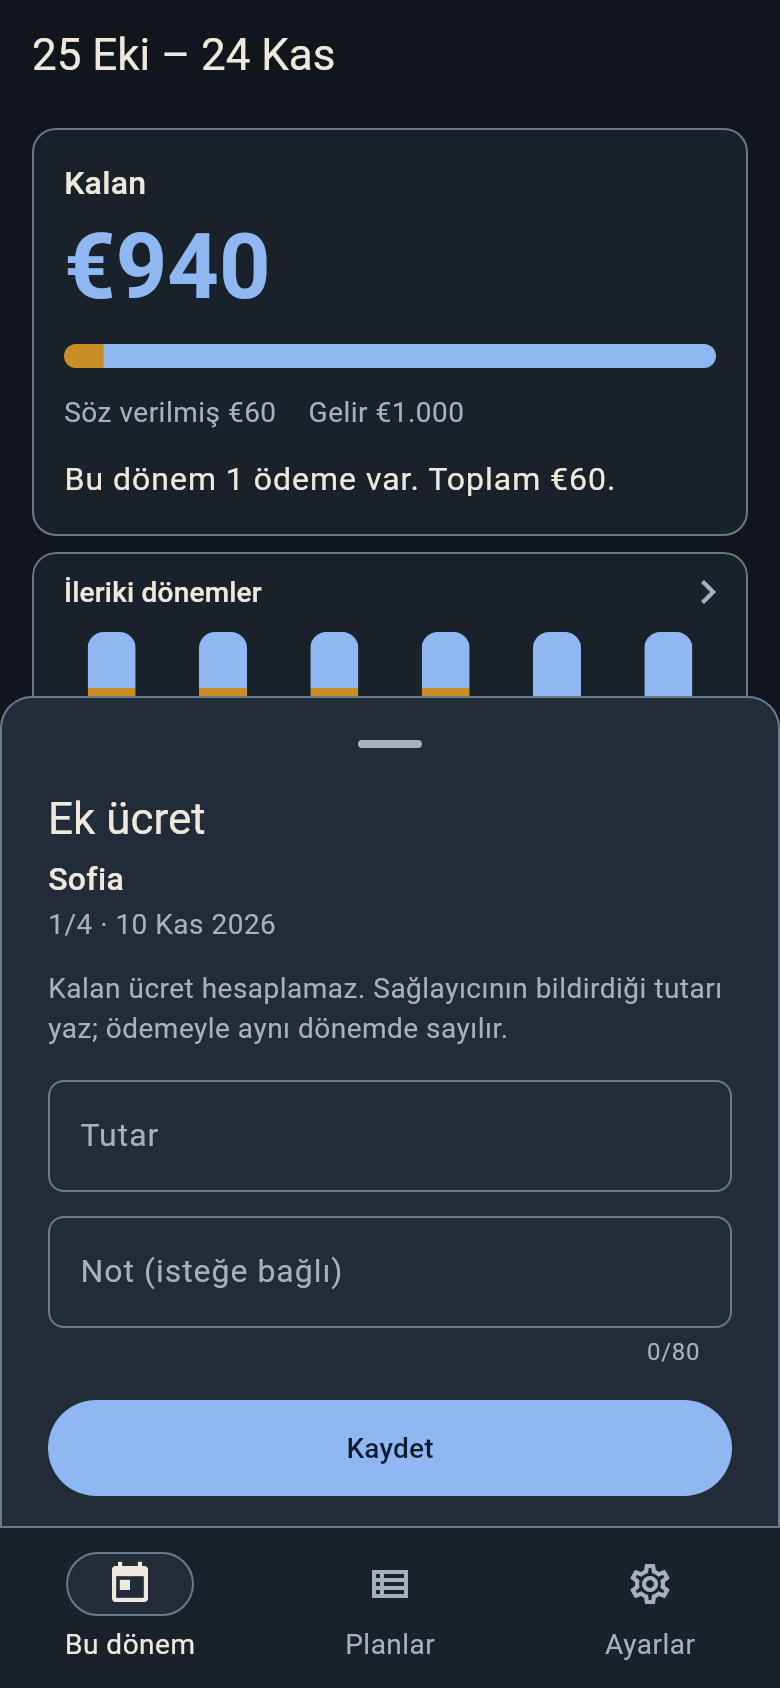 25 Eki – 24 Kas
Kalan
€940
Söz verilmiş €60 Gelir €1.000
Bu dönem 1 ödeme var. Toplam €60.
İleriki dönemler
Ek ücret
Sofia
1/4 · 10 Kas 2026
Kalan ücret hesaplamaz. Sağlayıcının bildirdiği tutarı
yaz; ödemeyle aynı dönemde sayılır.
Tutar
Not (isteğe bağlı)
0/80
Kaydet
Bu dönem Planlar Ayarlar